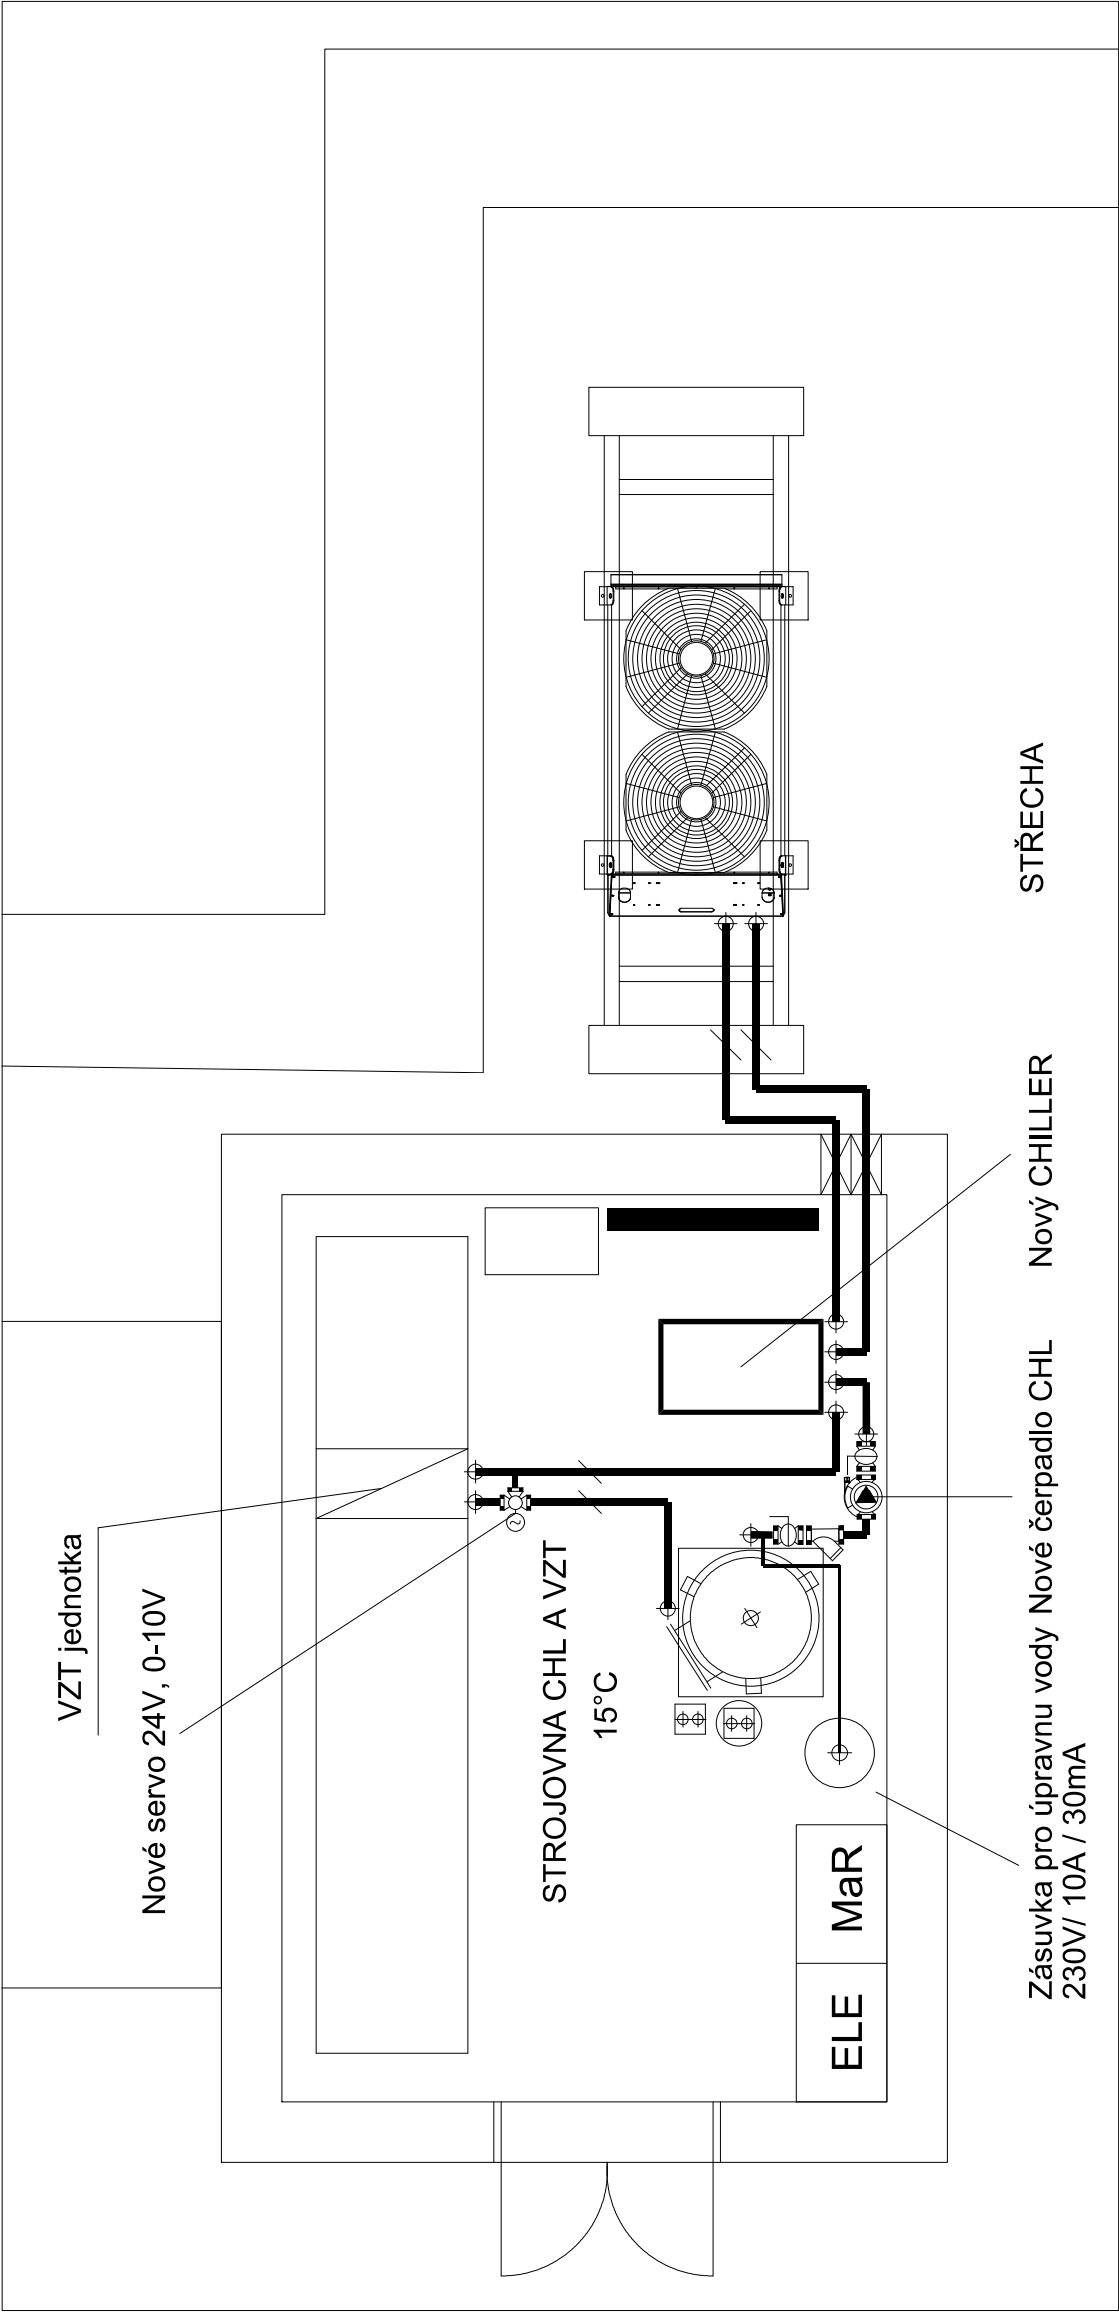 VZT jednotka
Nové servo 24V, 0-10V
STROJOVNA CHL A VZT
15°C
ELE
MaR
STŘECHA
Zásuvka pro úpravnu vody
230V/ 10A / 30mA
Nové čerpadlo CHL
Nový CHILLER